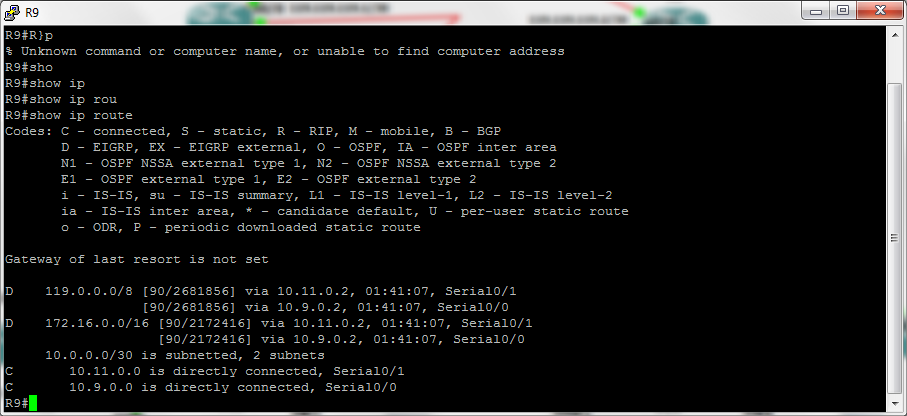 R9
R9#R}p
% Unknown command or computer name, or unable to find computer address
R9#sho
R9#show ip
R9#show ip rou
R9#show ip route
Codes: C - connected, S - static, R - RIP, M - mobile, B - BGP
       D - EIGRP, EX - EIGRP external, O - OSPF, IA - OSPF inter area
       N1 - OSPF NSSA external type 1, N2 - OSPF NSSA external type 2
       E1 - OSPF external type 1, E2 - OSPF external type 2
       i - IS-IS, su - IS-IS summary, L1 - IS-IS level-1, L2 - IS-IS level-2
       ia - IS-IS inter area, * - candidate default, U - per-user static route
       o - ODR, P - periodic downloaded static route
Gateway of last resort is not set
D    119.0.0.0/8 [90/2681856] via 10.11.0.2, 01:41:07, Serial0/1
                 [90/2681856] via 10.9.0.2, 01:41:07, Serial0/0
D    172.16.0.0/16 [90/2172416] via 10.11.0.2, 01:41:07, Serial0/1
                   [90/2172416] via 10.9.0.2, 01:41:07, Serial0/0
     10.0.0.0/30 is subnetted, 2 subnets
C       10.11.0.0 is directly connected, Serial0/1
C       10.9.0.0 is directly connected, Serial0/0
R9#